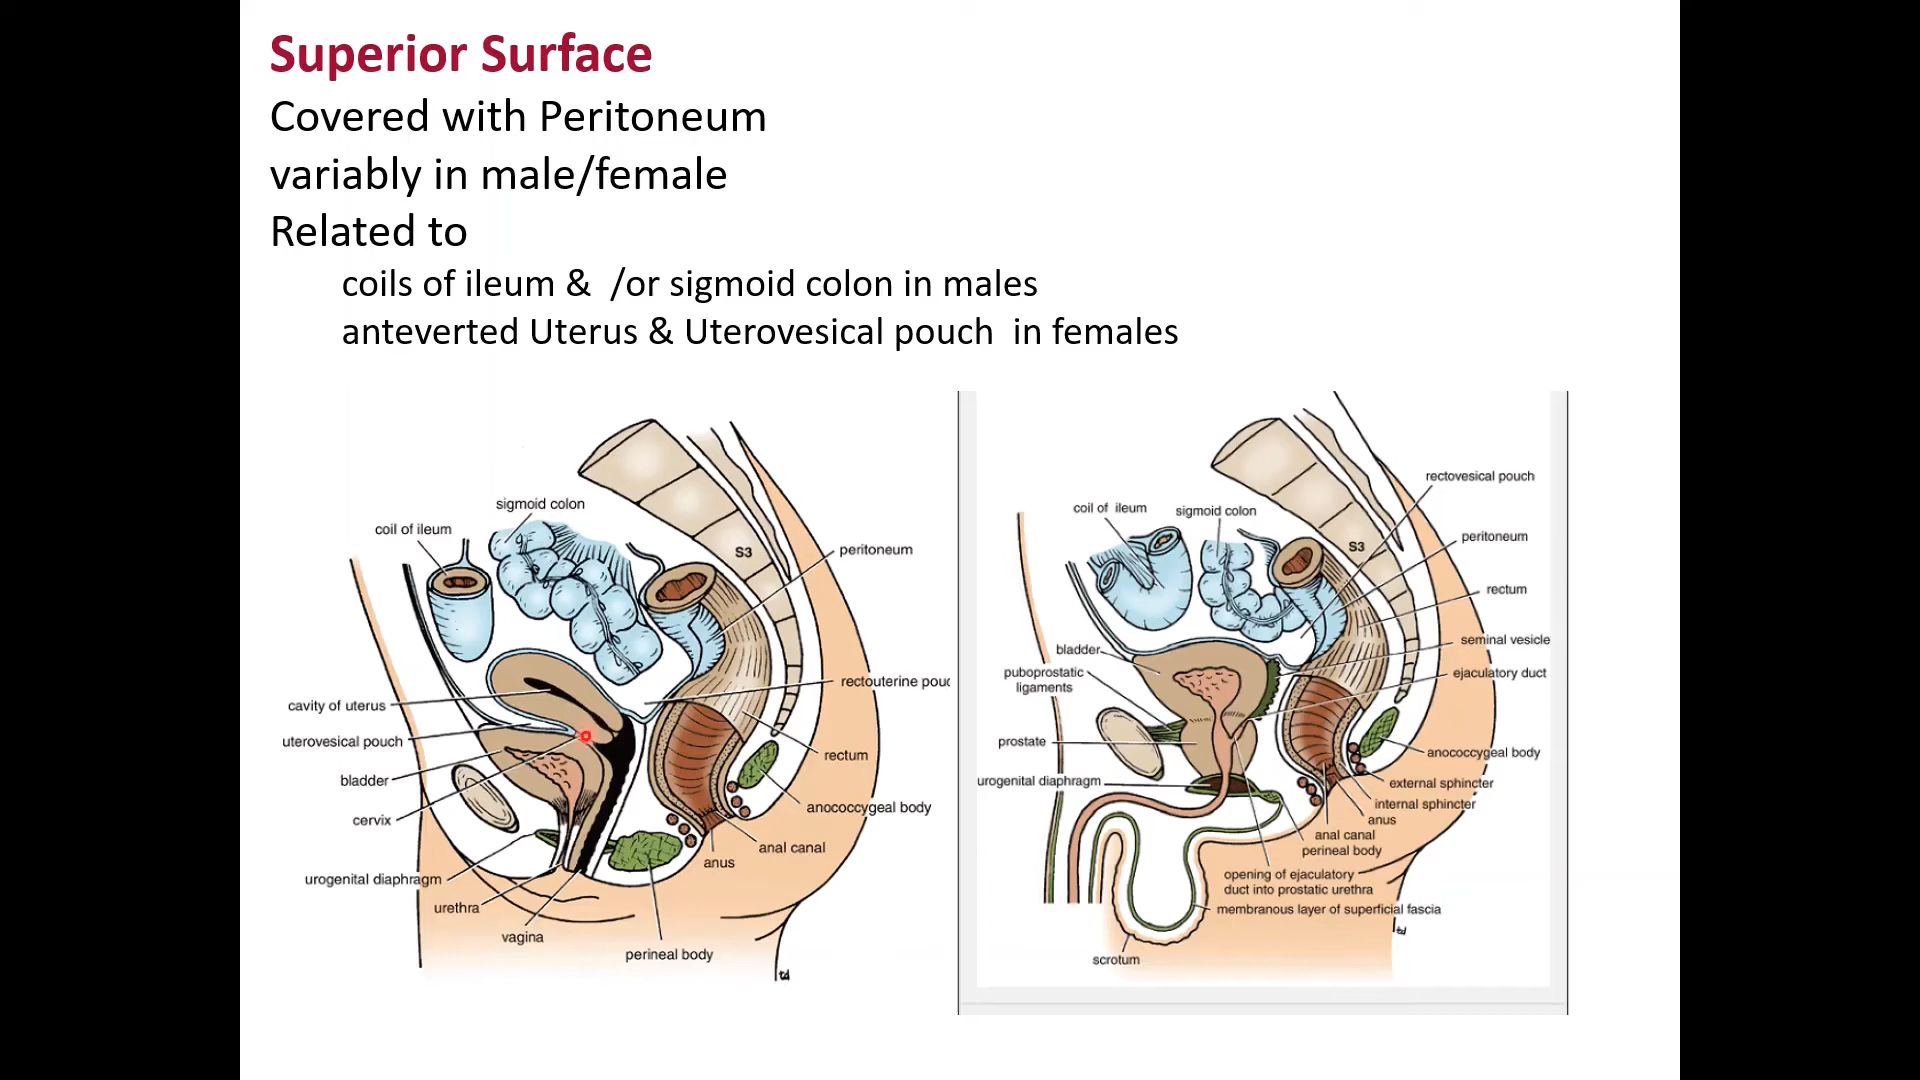 Superior Surface
Covered with Peritoneum
variably in male/female
Related to
coils of ileum & /or sigmoid colon in males
anteverted Uterus & Uterovesical pouch in females
sigmoid colon
coil of ileum
S3
peritoneum
cavity of uterus
rectouterine pouc
uterovesical pouch
rectum
bladder
anococcygeal body
cervix
anal canal
anus
urogenital diaphragm
urethra
vagina
perineal body
td
rectovesical pouch
coil of ileum
sigmoid colon
peritoneum
S3
rectum
seminal vesicle
bladder
puboprostatic
ligaments
ejaculatory duct
prostate
anococcygeal body
urogenital diaphragm
external sphincter
internal sphincter
anus
anal canal
perineal body
opening of ejaculatory
duct into prostatic urethra
membranous layer of superficial fascia
td
scrotum